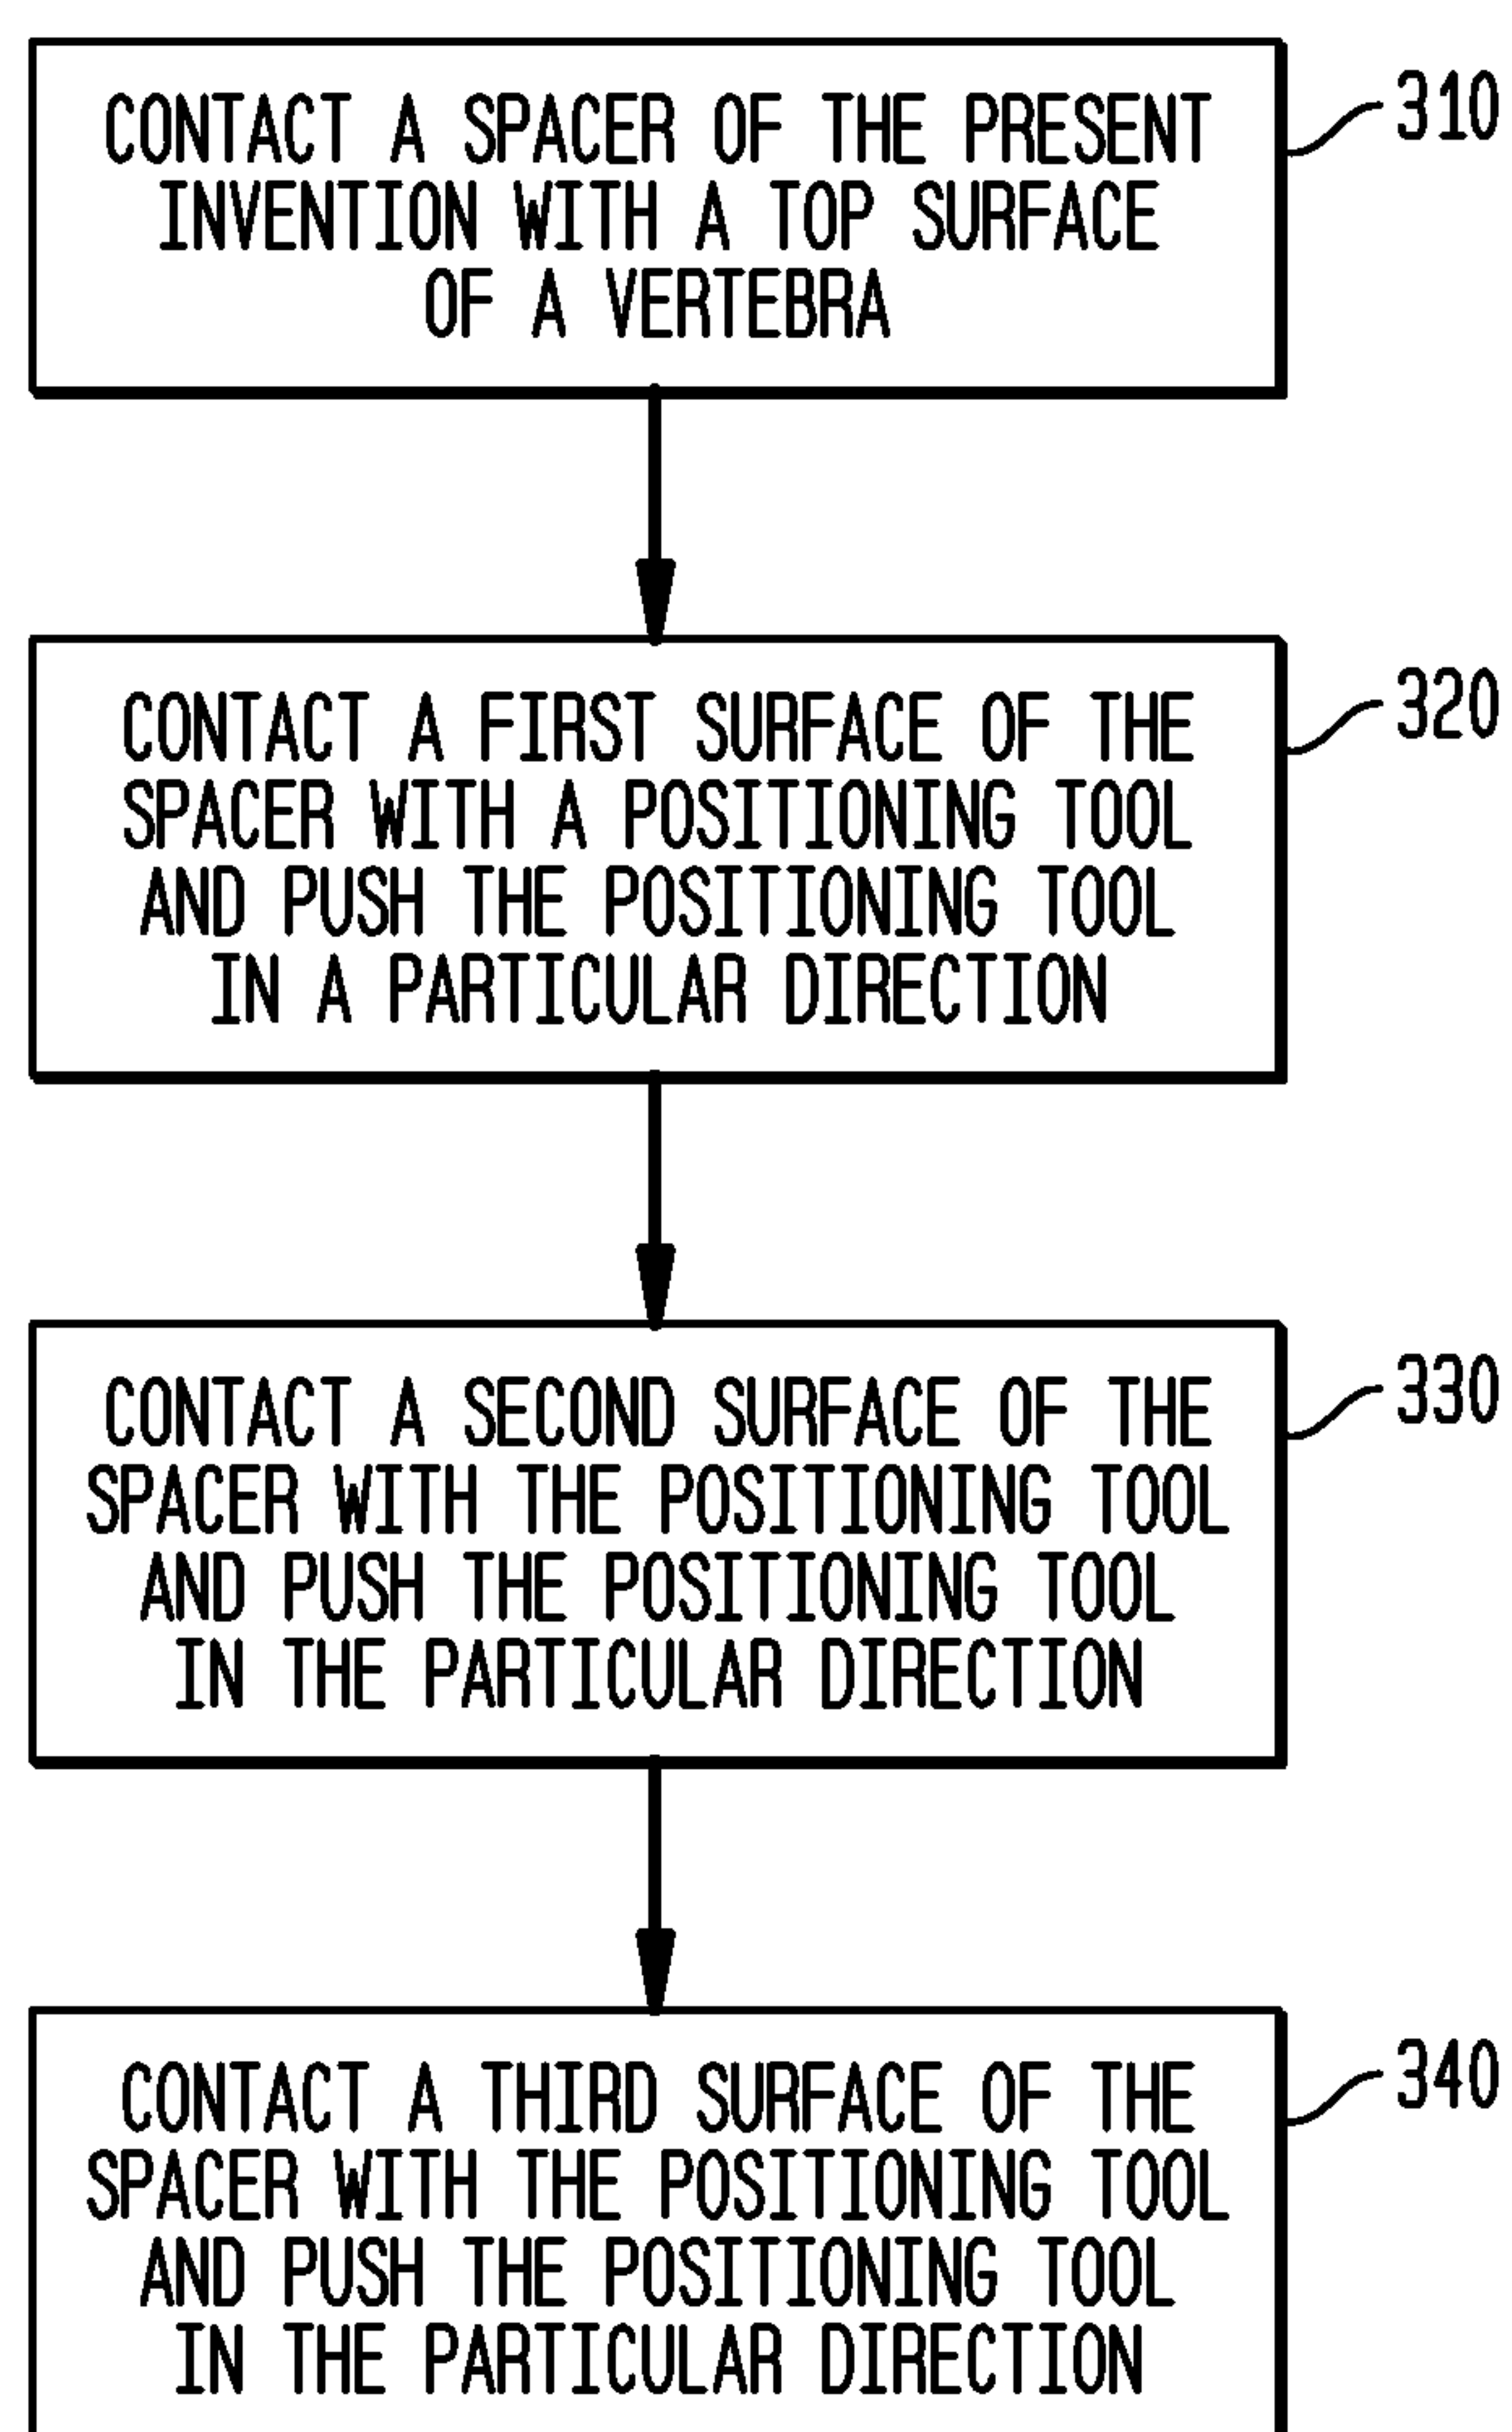 CONTACT A SPACER OF THE PRESENT
INVENTION WITH A TOP SURFACE
OF A VERTEBRA
310
CONTACT A FIRST SURFACE OF THE
SPACER WITH A POSITIONING TOOL
AND PUSH THE POSITIONING TOOL
IN A PARTICULAR DIRECTION
320
CONTACT A SECOND SURFACE OF THE
SPACER WITH THE POSITIONING TOOL
AND PUSH THE POSITIONING TOOL
IN THE PARTICULAR DIRECTION
330
CONTACT A THIRD SURFACE OF THE
SPACER WITH THE POSITIONING TOOL
AND PUSH THE POSITIONING TOOL
IN THE PARTICULAR DIRECTION
340